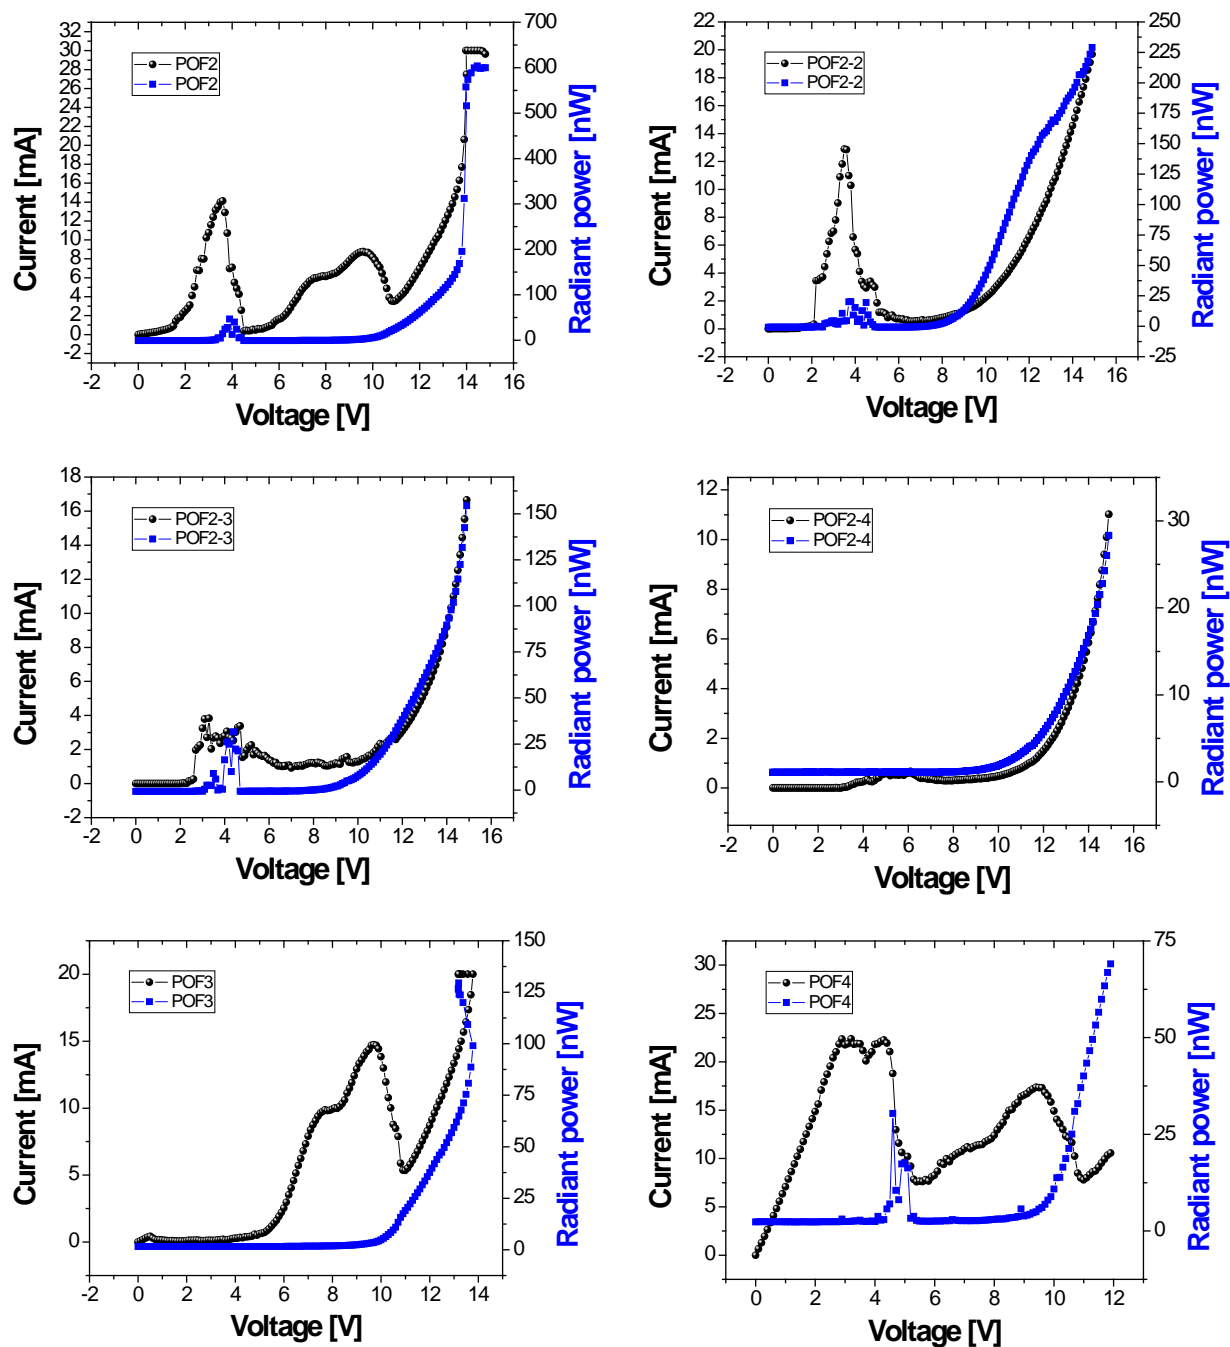 POF2
POF2
Current [mA]
32
30
28
26
24
22
20
18
16
14
12
10
8
6
4
2
0
-2
700
600
500
400
300
200
100
0
Radiant power [nW]
-2 0 2 4 6 8 10 12 14 16
Voltage [V]
POF2-2
POF2-2
Current [mA]
22
20
18
16
14
12
10
8
6
4
2
0
-2
250
225
200
175
150
125
100
75
50
25
0
-25
Radiant power [nW]
-2 0 2 4 6 8 10 12 14 16
Voltage [V]
POF2-3
POF2-3
Current [mA]
18
16
14
12
10
8
6
4
2
0
-2
150
100
50
0
Radiant power [nW]
-2 0 2 4 6 8 10 12 14 16
Voltage [V]
POF2-4
POF2-4
Current [mA]
12
10
8
6
4
2
0
30
20
10
0
Radiant power [nW]
-2 0 2 4 6 8 10 12 14 16
Voltage [V]
POF3
POF3
Current [mA]
20
15
10
5
0
150
125
100
75
50
25
0
Radiant power [nW]
-2 0 2 4 6 8 10 12 14
Voltage [V]
POF4
POF4
Current [mA]
30
25
20
15
10
5
0
75
50
25
0
Radiant power [nW]
0 2 4 6 8 10 12
Voltage [V]